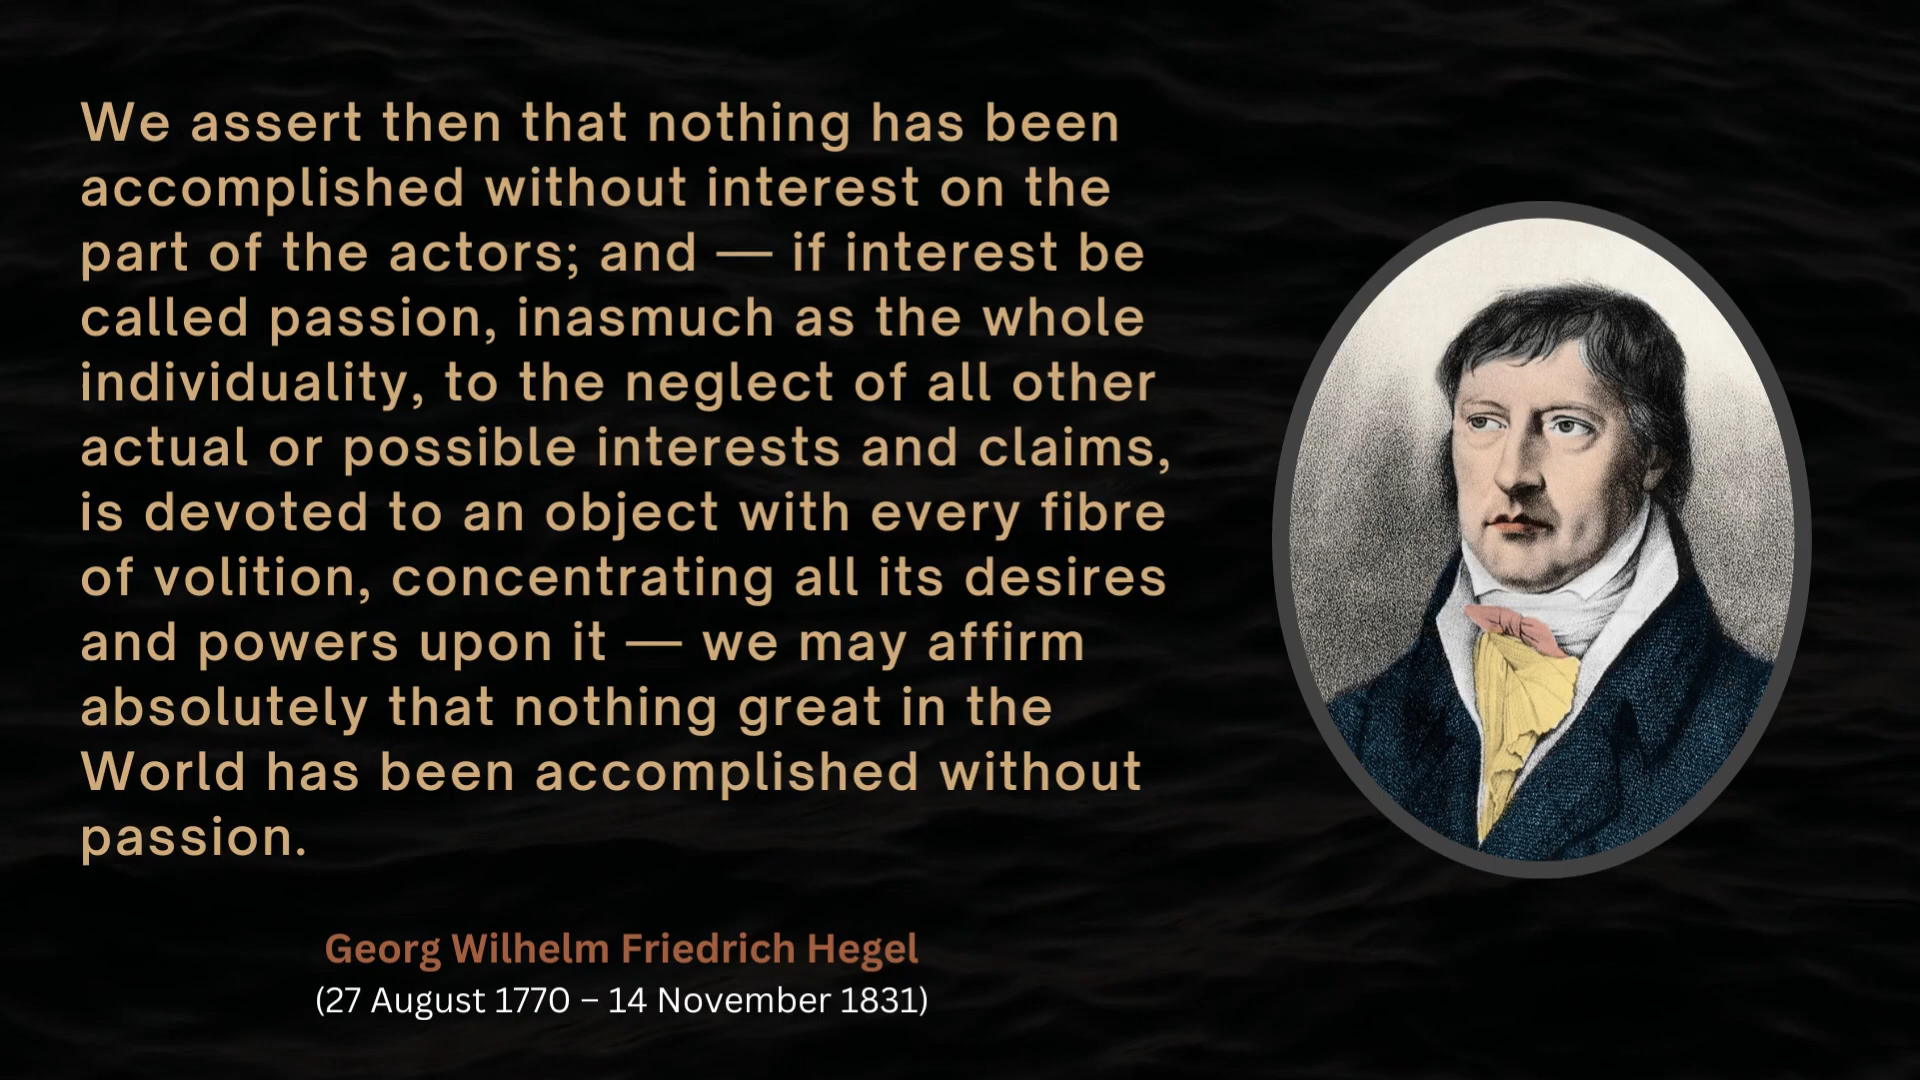 We assert then that nothing has been
accomplished without interest on the
part of the actors; and — if interest be
called passion, inasmuch as the whole
individuality, to the neglect of all other
actual or possible interests and claims,
is devoted to an object with every fibre
of volition, concentrating all its desires
and powers upon it — we may affirm
absolutely that nothing great in the
World has been accomplished without
passion.
Georg Wilhelm Friedrich Hegel
(27 August 1770 – 14 November 1831)